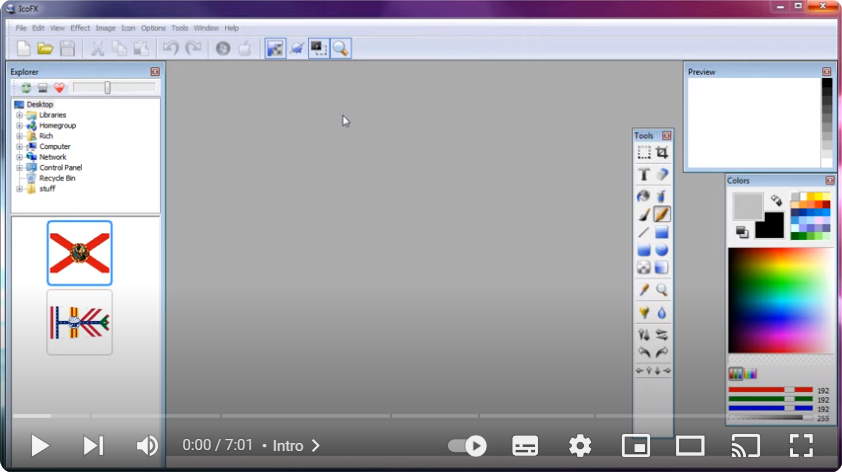 IcoFX
File Edit View Effect Image Icon Options Tools Window Help
Explorer
Desktop
Libraries
Homegroup
Rich
Computer
Network
Control Panel
Recycle Bin
stuff
Preview
Tools
Colors
192
192
192
255
0:00 / 7:01 • Intro